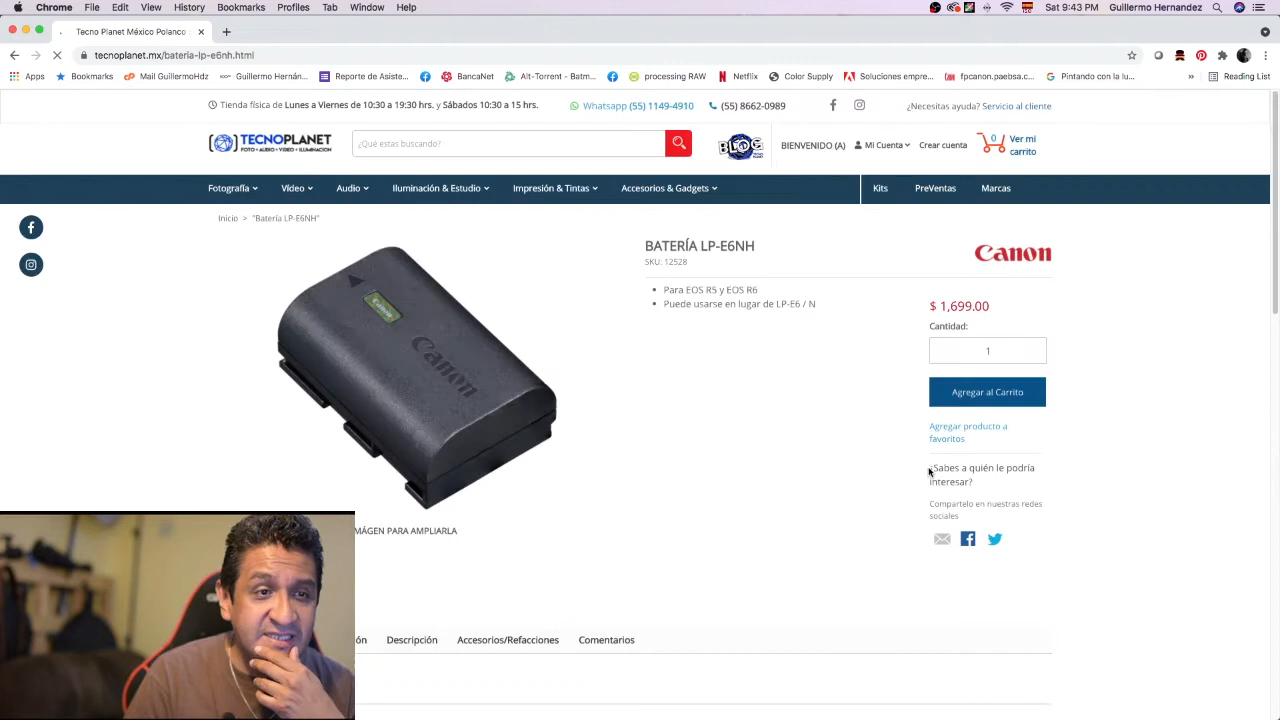 Chrome File Edit View History Bookmarks Profiles Tab Window Help
Sat 9:43 PM Guillermo Hernandez
Tecno Planet México Polanco
tecnoplanet.mx/bateria-lp-e6nh.html
Apps Bookmarks Mail GuillermoHdz Guillermo Hernán... Reporte de Asiste... BancaNet Alt-Torrent - Batm... processing RAW Netflix Color Supply Soluciones empre... fpcanon.paebsa.c... Pintando con la lu... » Reading List
Tienda física de Lunes a Viernes de 10:30 a 19:30 hrs. y Sábados 10:30 a 15 hrs. Whatsapp (55) 1149-4910 (55) 8662-0989 ¿Necesitas ayuda? Servicio al cliente
TECNOPLANET
FOTO • AUDIO • VIDEO • ILUMINACION
¿Qué estas buscando?
BLOG
BIENVENIDO (A) Mi Cuenta Crear cuenta
0
Ver mi
carrito
Fotografía Vídeo Audio Iluminación & Estudio Impresión & Tintas Accesorios & Gadgets Kits PreVentas Marcas
Inicio > "Batería LP-E6NH"
BATERÍA LP-E6NH
SKU: 12528
Canon
Para EOS R5 y EOS R6
Puede usarse en lugar de LP-E6 / N
$ 1,699.00
Cantidad:
1
Agregar al Carrito
Agregar producto a
favoritos
¿Sabes a quién le podría
interesar?
Compartelo en nuestras redes
sociales
Canon
Canon
IMÁGEN PARA AMPLIARLA
ón Descripción Accesorios/Refacciones Comentarios